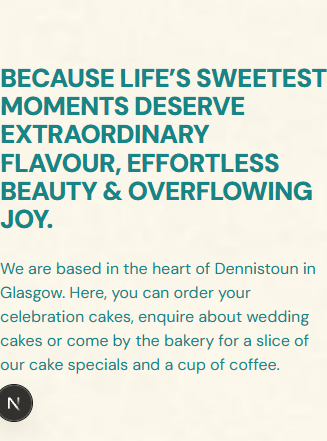 BECAUSE LIFE’S SWEETEST
MOMENTS DESERVE
EXTRAORDINARY
FLAVOUR, EFFORTLESS
BEAUTY & OVERFLOWING
JOY.
We are based in the heart of Dennistoun in
Glasgow. Here, you can order your
celebration cakes, enquire about wedding
cakes or come by the bakery for a slice of
our cake specials and a cup of coffee.
N